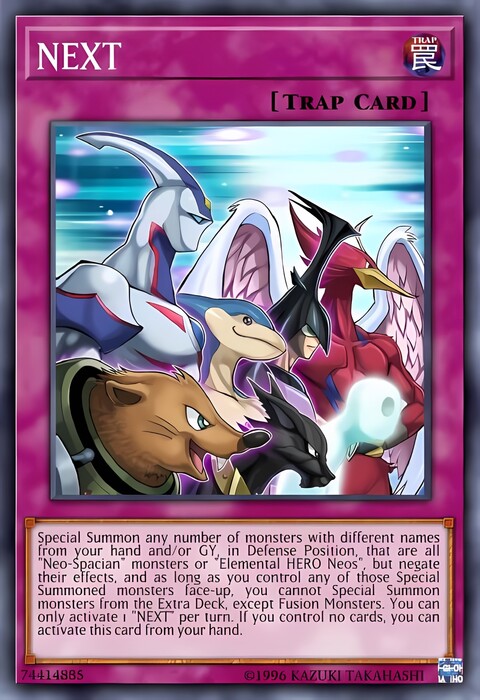 NEXT
TRAP
罠
[TRAP CARD]
Special Summon any number of monsters with different names
from your hand and/or GY, in Defense Position, that are all
"Neo-Spacian" monsters or "Elemental HERO Neos", but negate
their effects, and as long as you control any of those Special
Summoned monsters face-up, you cannot Special Summon
monsters from the Extra Deck, except Fusion Monsters. You can
only activate 1 "NEXT" per turn. If you control no cards, you can
activate this card from your hand.
74414885
©1996 KAZUKI TAKAHASHI